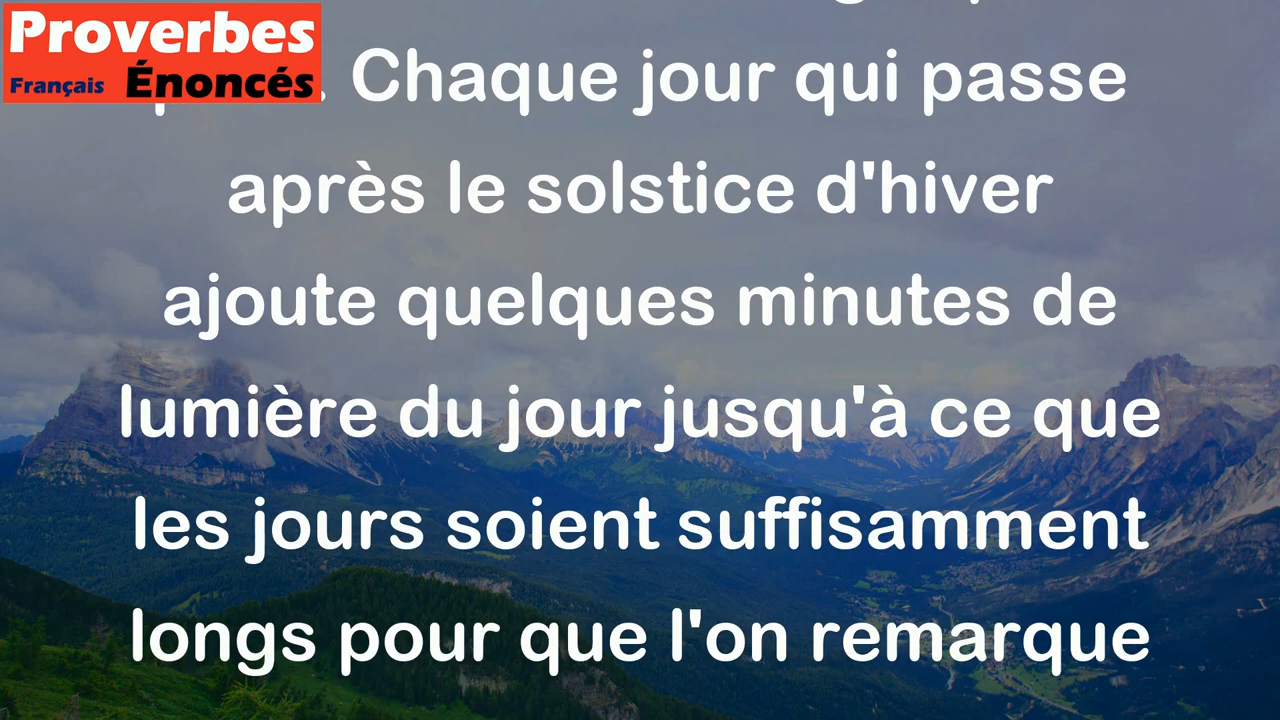 Proverbes
Français Énoncés
Chaque jour qui passe
après le solstice d'hiver
ajoute quelques minutes de
lumière du jour jusqu'à ce que
les jours soient suffisamment
longs pour que l'on remarque